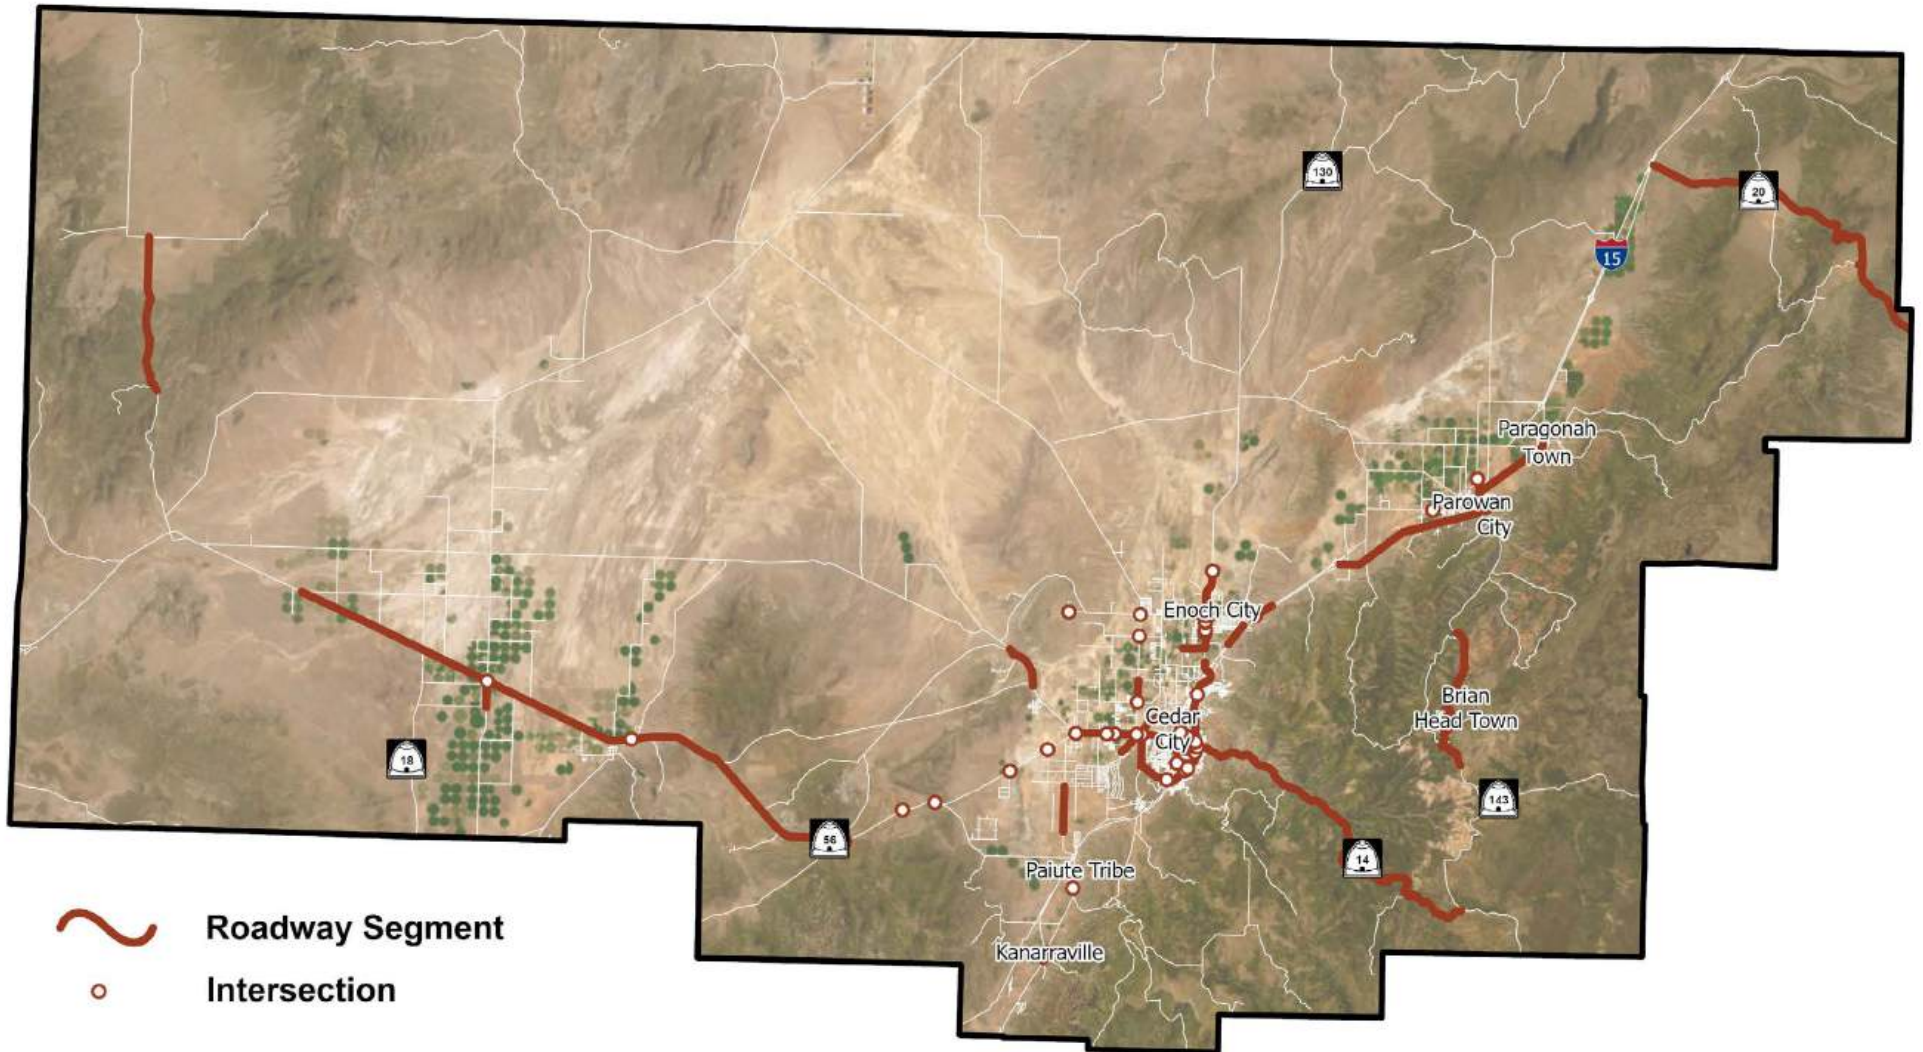 130
20
15
Paragonah
Town
Parowan
City
Enoch City
Brian
Head Town
Cedar
City
18
143
56
14
Paiute Tribe
Kanarraville
Roadway Segment
Intersection